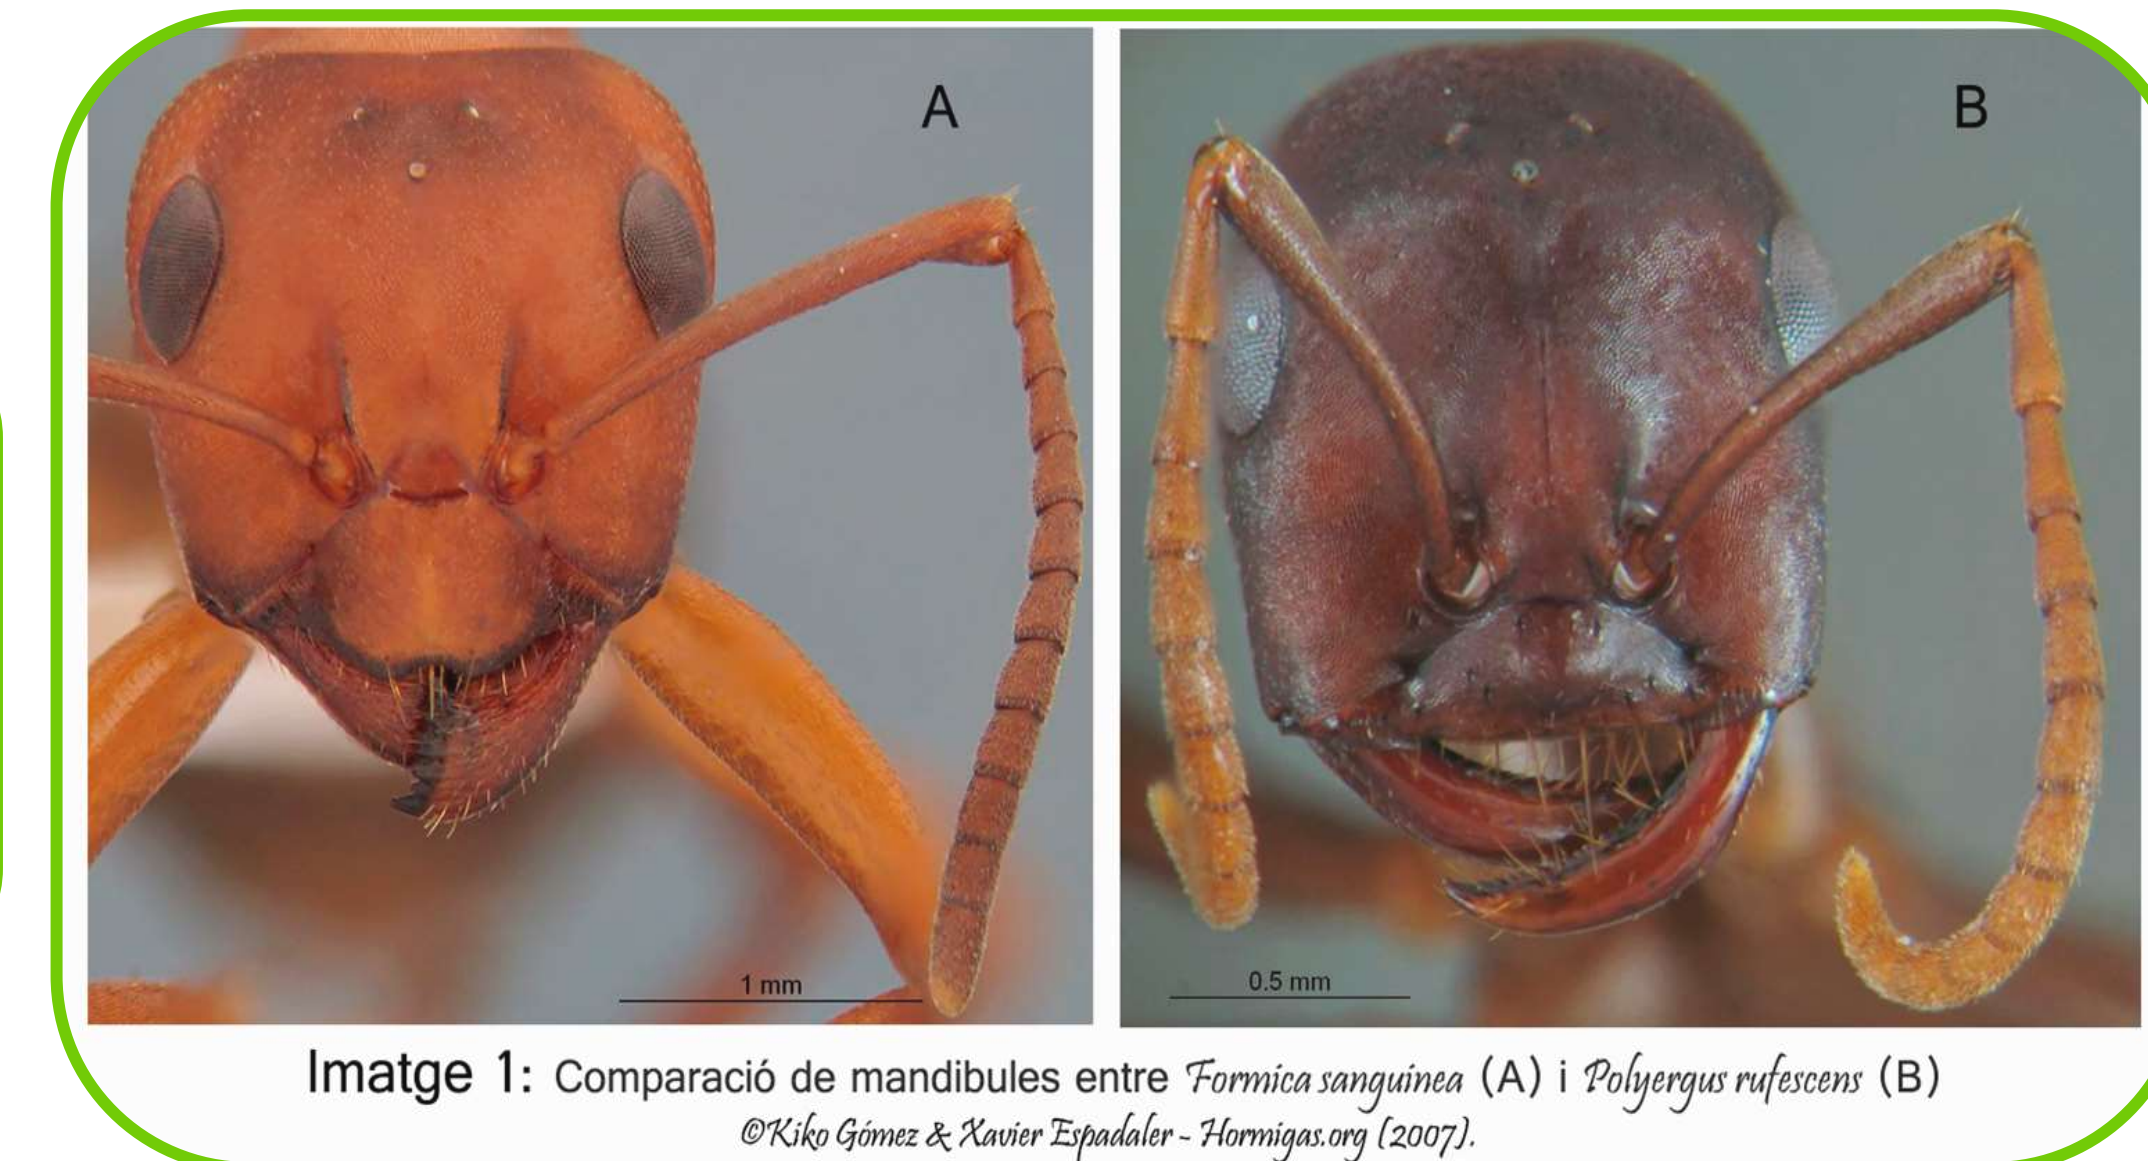 A
B
1 mm
0.5 mm
Imatge 1: Comparació de mandibules entre Formica sanguinea (A) i Polyergus rufescens (B)
©Kiko Gómez & Xavier Espadaler - Hormigas.org (2007).